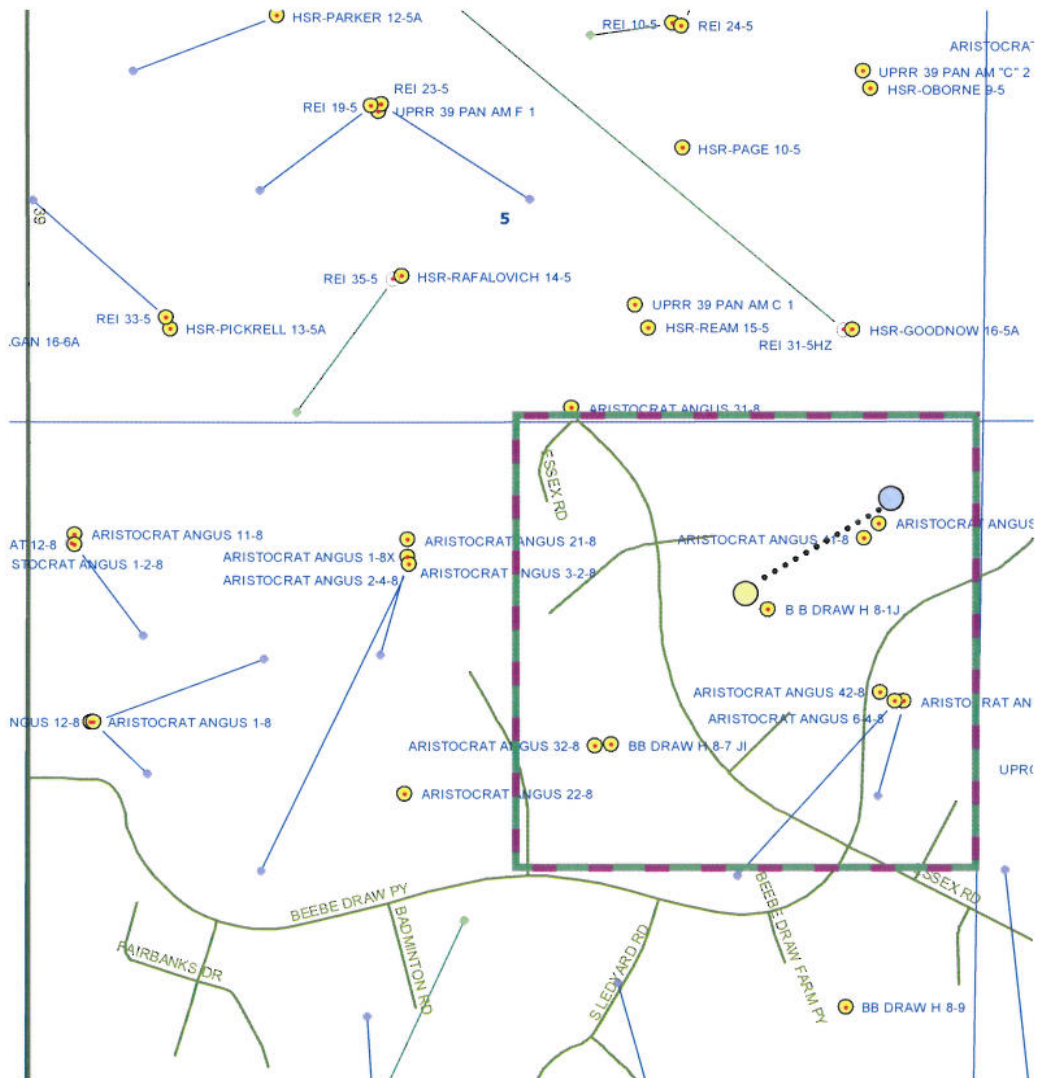 HSR-PARKER 12-5A
REI 10-5
REI 24-5
ARISTOCRAT
UPRR 39 PAN AM "C" 2
HSR-OBORNE 9-5
REI 23-5
REI 19-5
UPRR 39 PAN AM F 1
HSR-PAGE 10-5
39
5
REI 35-5
HSR-RAFALOVICH 14-5
UPRR 39 PAN AM C 1
REI 33-5
HSR-PICKRELL 13-5A
HSR-REAM 15-5
HSR-GOODNOW 16-5A
GAN 16-6A
REI 31-5HZ
ARISTOCRAT ANGUS 31-8
ESSEX RD
ARISTOCRAT ANGUS 11-8
ARISTOCRAT ANGUS
AT 12-8
ARISTOCRAT ANGUS 21-8
ARISTOCRAT ANGUS 41-8
STOCRAT ANGUS 1-2-8
ARISTOCRAT ANGUS 1-8X
ARISTOCRAT ANGUS 3-2-8
ARISTOCRAT ANGUS 2-4-8
B B DRAW H 8-1J
ARISTOCRAT ANGUS 42-8
ARISTOCRAT AN
NGUS 12-8
ARISTOCRAT ANGUS 1-8
ARISTOCRAT ANGUS 6-4-8
ARISTOCRAT ANGUS 32-8
BB DRAW H 8-7 JI
UPR
ARISTOCRAT ANGUS 22-8
BEEBE DRAW PY
BADMINTON RD
ESSEX RD
BEEBE DRAW FARM PY
FAIRBANKS DR
S LEDYARD RD
BB DRAW H 8-9